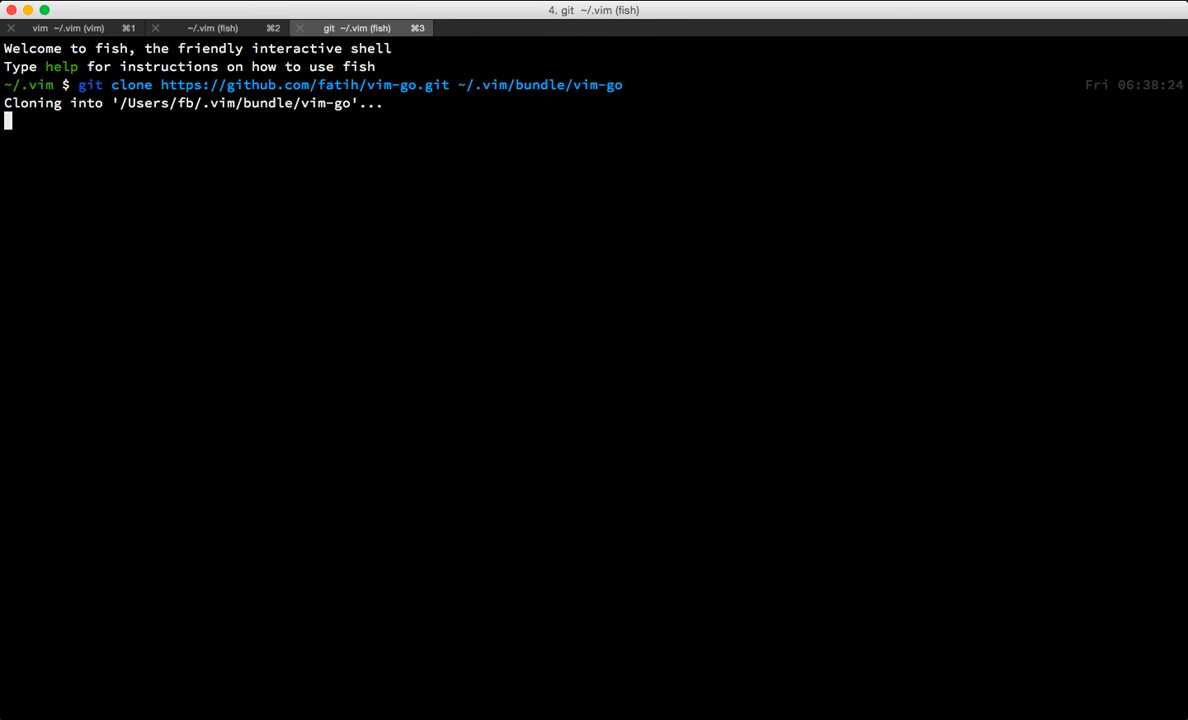 4. git ~/.vim (fish)
vim ~/.vim (vim) ⌘1 ~/.vim (fish) ⌘2 git ~/.vim (fish) ⌘3
Welcome to fish, the friendly interactive shell
Type help for instructions on how to use fish
~/.vim $ git clone https://github.com/fatih/vim-go.git ~/.vim/bundle/vim-go Fri 06:38:24
Cloning into '/Users/fb/.vim/bundle/vim-go'...